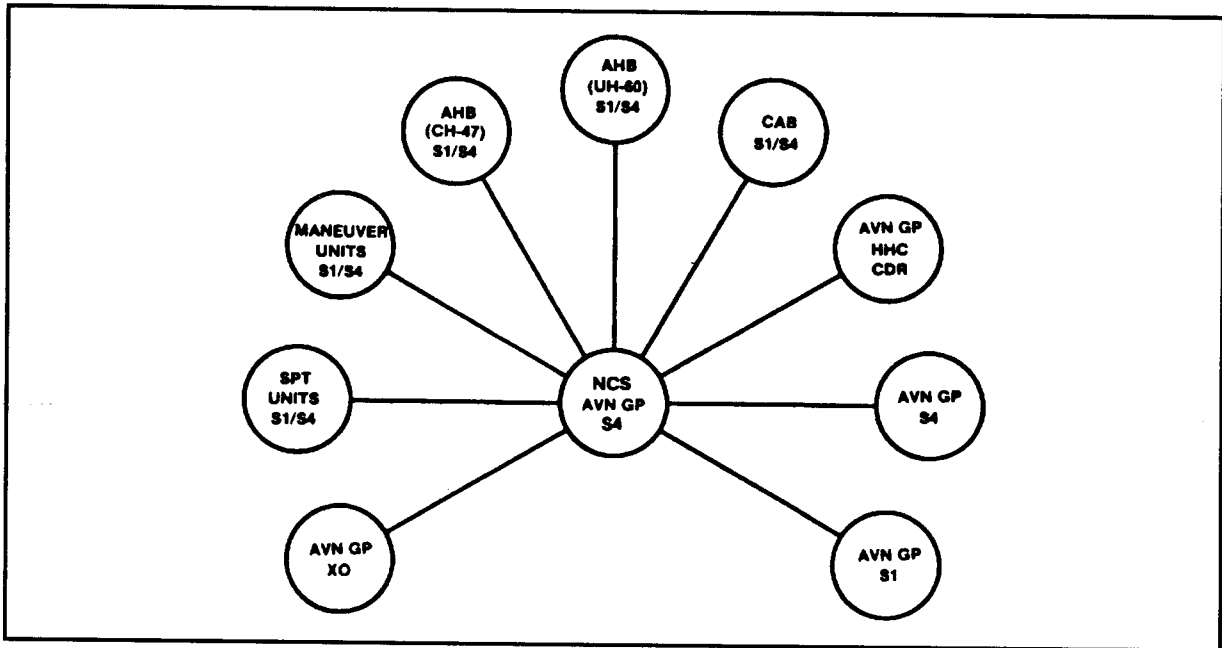 AHB
(UH-60)
S1/S4
AHB
(CH-47)
S1/S4
CAB
S1/S4
MANEUVER
UNITS
S1/S4
AVN GP
HHC
CDR
SPT
UNITS
S1/S4
NCS
AVN GP
S4
AVN GP
S4
AVN GP
XO
AVN GP
S1